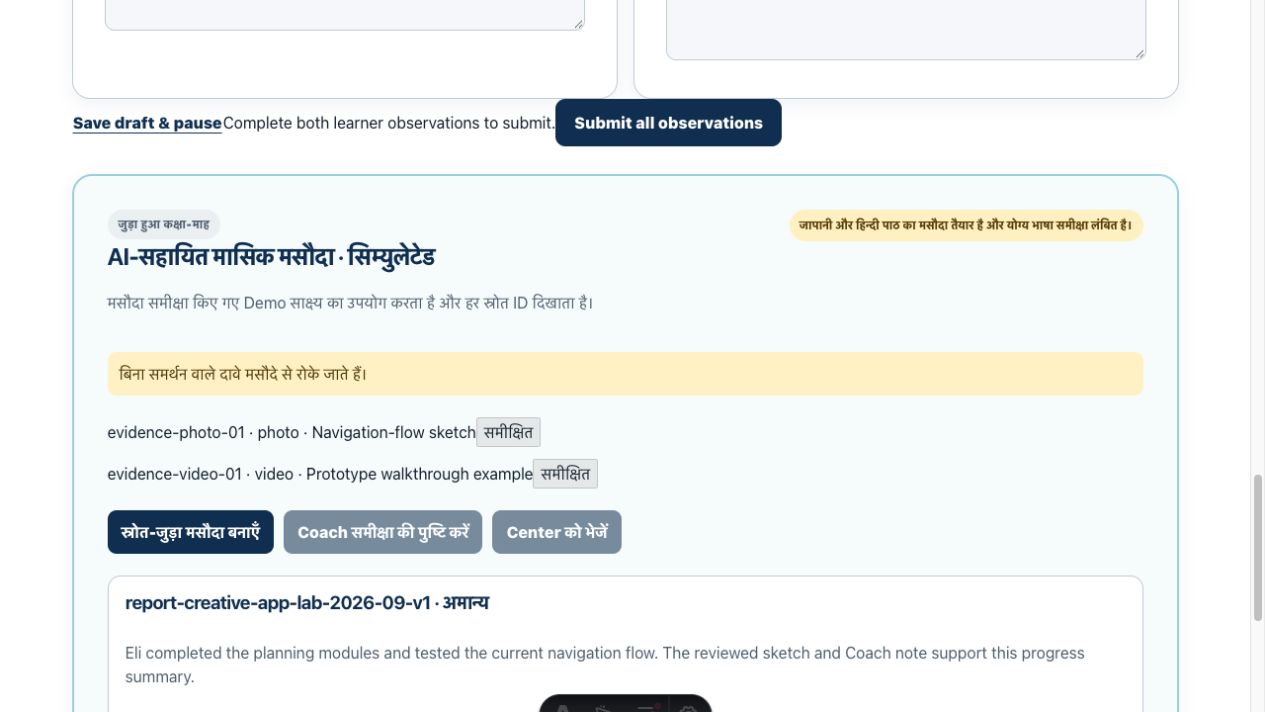 Save draft & pause Complete both learner observations to submit. Submit all observations
जुड़ा हुआ कक्षा-माह
जापानी और हिन्दी पाठ का मसौदा तैयार है और योग्य भाषा समीक्षा लंबित है।
AI-सहायित मासिक मसौदा · सिम्युलेटेड
मसौदा समीक्षा किए गए Demo साक्ष्य का उपयोग करता है और हर स्रोत ID दिखाता है।
बिना समर्थन वाले दावे मसौदे से रोके जाते हैं।
evidence-photo-01 · photo · Navigation-flow sketch समीक्षित
evidence-video-01 · video · Prototype walkthrough example समीक्षित
स्रोत-जुड़ा मसौदा बनाएँ Coach समीक्षा की पुष्टि करें Center को भेजें
report-creative-app-lab-2026-09-v1 · अमान्य
Eli completed the planning modules and tested the current navigation flow. The reviewed sketch and Coach note support this progress
summary.